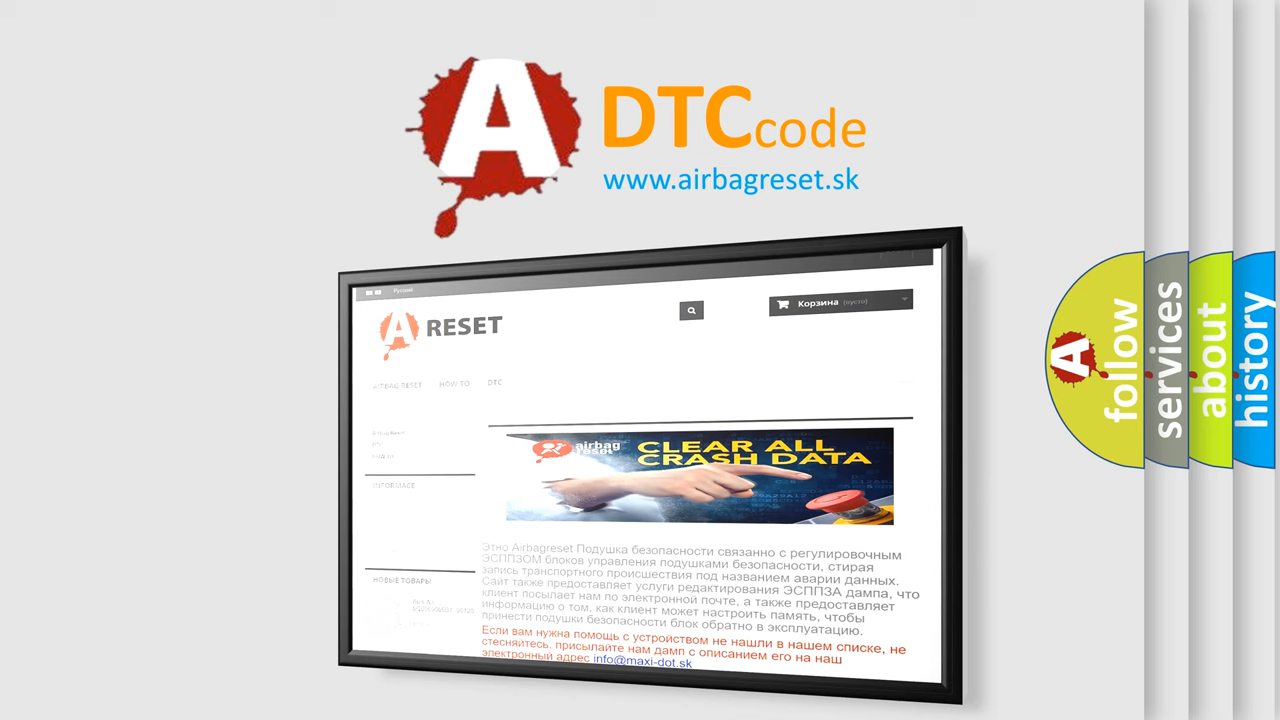 A DTCcode
www.airbagreset.sk
Русский
A RESET
Корзина (пусто)
AIRBAG RESET HOW TO DTC
INFORMACE
airbag
reset
CLEAR ALL
CRASH DATA
Этно Airbagreset Подушка безопасности связанно с регулировочным
ЭСППЗОМ блоков управления подушками безопасности, стирая
запись транспортного происшествия под названием аварии данных.
Сайт также предоставляет услуги редактирования ЭСППЗА дампа, что
клиент посылает нам по электронной почте, а также предоставляет
информацию о том, как клиент может настроить память, чтобы
принести подушки безопасности блок обратно в эксплуатацию.
Если вам нужна помощь с устройством не нашли в нашем списке, не
стесняйтесь, присылайте нам дамп с описанием его на наш
электронный адрес info@maxi-dot.sk
НОВЫЕ ТОВАРЫ
A follow
services
about
history